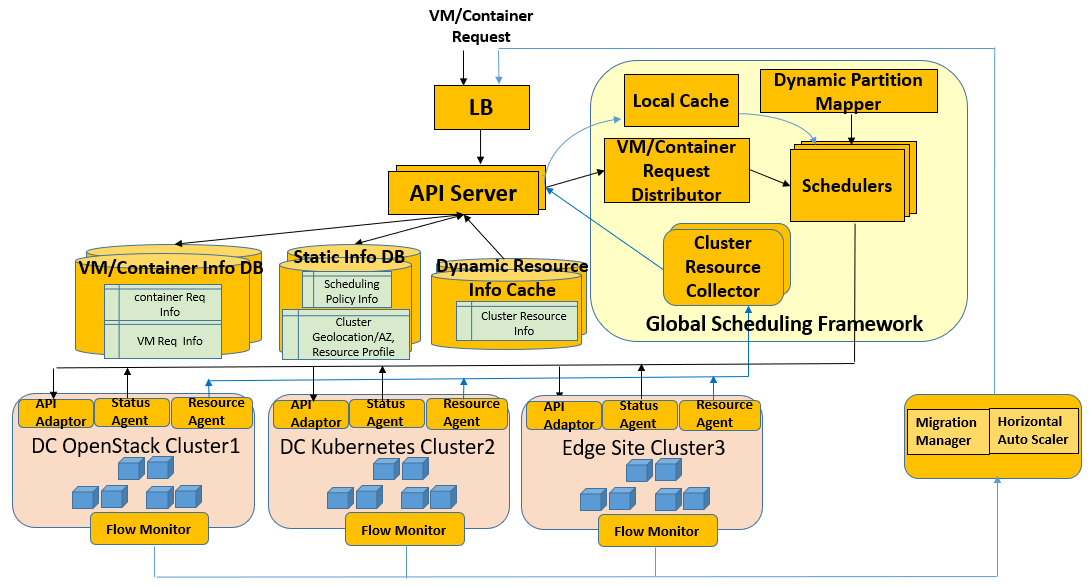 VM/Container
Request
LB
API Server
Local Cache
Dynamic Partition
Mapper
VM/Container
Request
Distributor
Schedulers
Cluster
Resource
Collector
Global Scheduling Framework
VM/Container Info DB
container Req
Info
VM Req  Info
Static Info DB
Scheduling
Policy Info
Cluster
Geolocation/AZ,
Resource Profile
Dynamic Resource
Info Cache
Cluster Resource
Info
API
Adaptor
Status
Agent
Resource
Agent
DC OpenStack Cluster1
Flow Monitor
API
Adaptor
Status
Agent
Resource
Agent
DC Kubernetes Cluster2
Flow Monitor
API
Adaptor
Status
Agent
Resource
Agent
Edge Site Cluster3
Flow Monitor
Migration
Manager
Horizontal
Auto Scaler